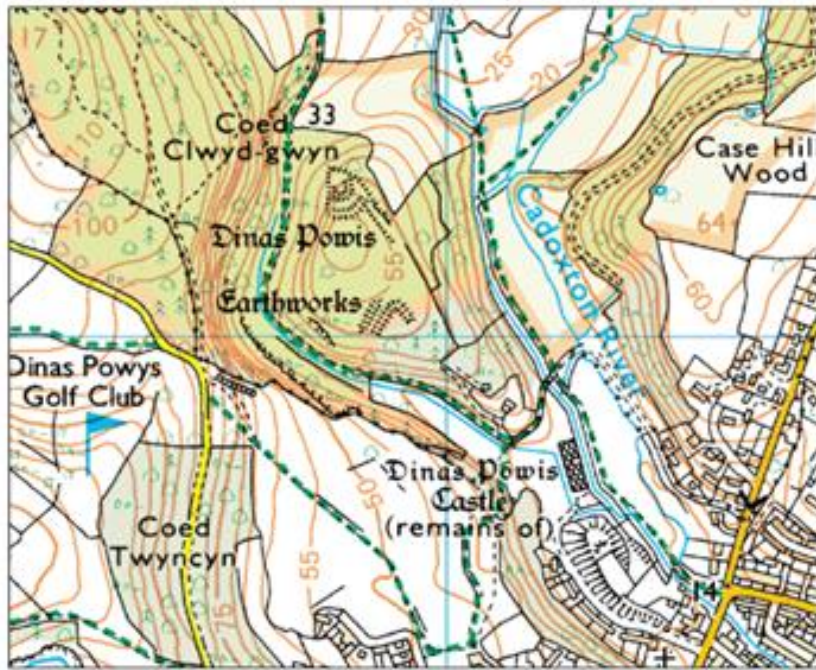 17
30
26
20
33
110
Coed
Clwyd-gwyn
Case Hill
Wood
100
64
Dinas Powis
55
Cadoxton River
60
Earthworks
Dinas Powys
Golf Club
50
Dinas Powis
Castle
(remains of)
Coed
Twyncyn
55
75
14